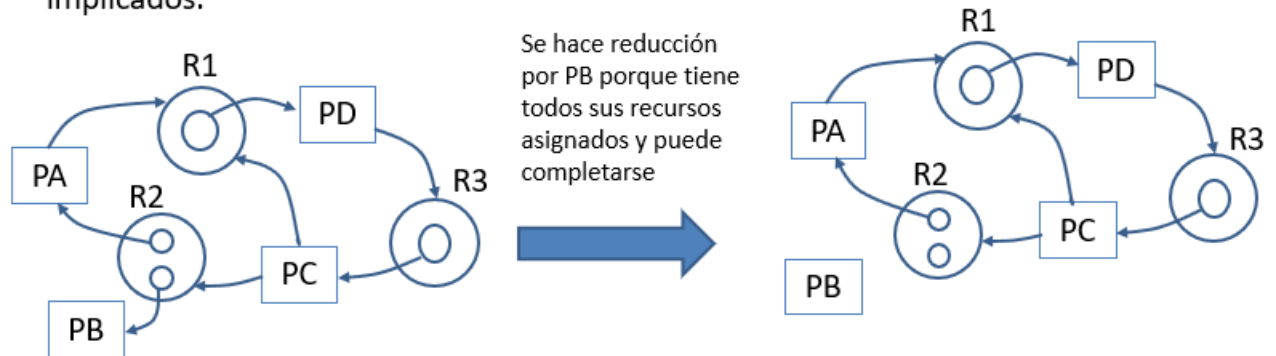 implicados.
R1
PD
PA
R2
R3
PC
PB
Se hace reducción
por PB porque tiene
todos sus recursos
asignados y puede
completarse
R1
PD
PA
R3
R2
PC
PB